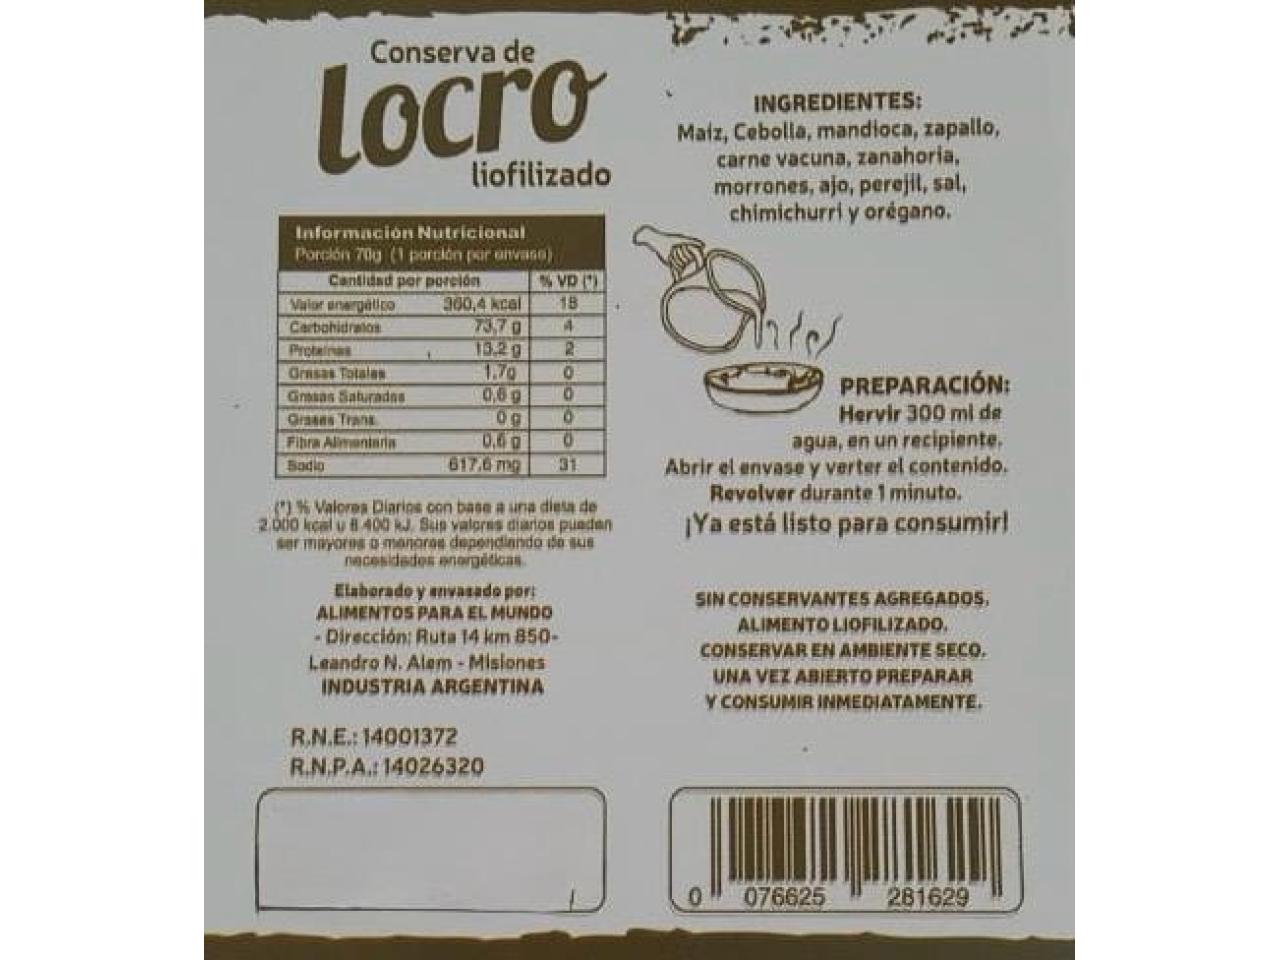 Conserva de
Locro
liofilizado
Información Nutricional
Porción 70g (1 porción por envase)
Cantidad por porción % VD (*)
Valor energético 360,4 kcal 18
Carbohidratos 73,7 g 4
Proteínas 13,2 g 2
Grasas Totales 1,7g 0
Grasas Saturadas 0,6 g 0
Grasas Trans. 0 g 0
Fibra Alimentaria 0,6 g 0
Sodio 617,6 mg 31
(*) % Valores Diarios con base a una dieta de
2.000 kcal u 8.400 kJ. Sus valores diarios pueden
ser mayores o menores dependiendo de sus
necesidades energéticas.
Elaborado y envasado por:
ALIMENTOS PARA EL MUNDO
- Dirección: Ruta 14 km 850-
Leandro N. Alem - Misiones
INDUSTRIA ARGENTINA
R.N.E.: 14001372
R.N.P.A.: 14026320
INGREDIENTES:
Maíz, Cebolla, mandioca, zapallo,
carne vacuna, zanahoria,
morrones, ajo, perejil, sal,
chimichurri y orégano.
PREPARACIÓN:
Hervir 300 ml de
agua, en un recipiente.
Abrir el envase y verter el contenido.
Revolver durante 1 minuto.
¡Ya está listo para consumir!
SIN CONSERVANTES AGREGADOS.
ALIMENTO LIOFILIZADO.
CONSERVAR EN AMBIENTE SECO.
UNA VEZ ABIERTO PREPARAR
Y CONSUMIR INMEDIATAMENTE.
0 076625 281629